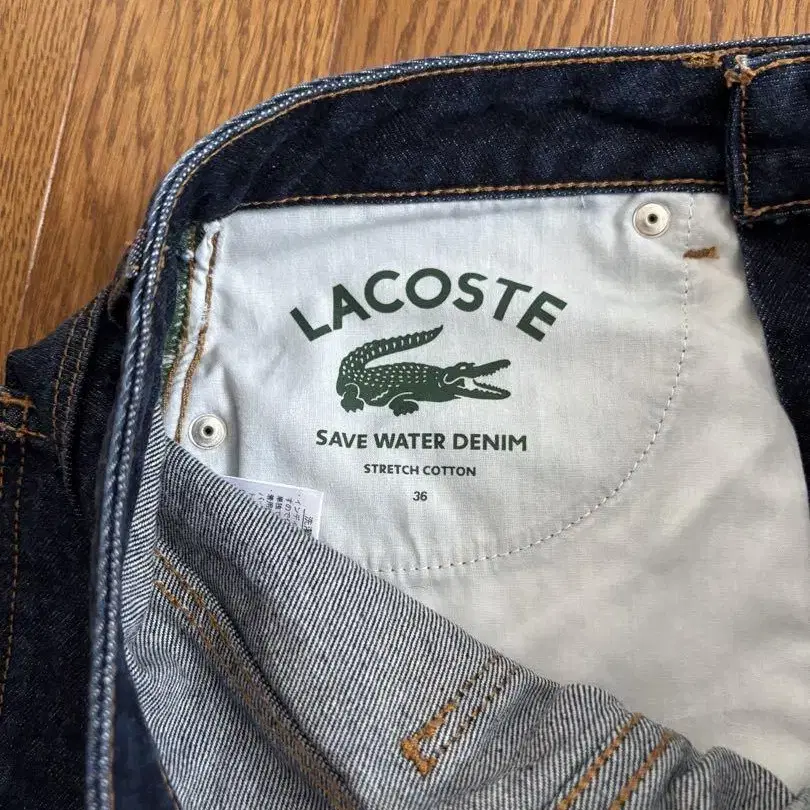 LACOSTE
SAVE WATER DENIM
STRETCH COTTON
36